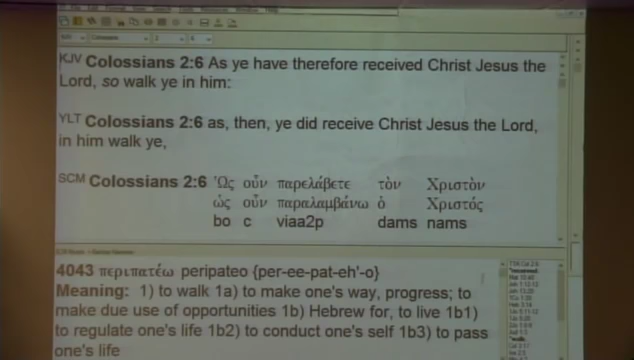 KJV Colossians 2:6 As ye have therefore received Christ Jesus the
Lord, so walk ye in him:
YLT Colossians 2:6 as, then, ye did receive Christ Jesus the Lord,
in him walk ye,
SCM Colossians 2:6 Ὡς οὖν παρελάβετε τὸν Χριστὸν
ὡς οὖν παραλαμβάνω ὁ Χριστός
bo c viaa2p dams nams
4043 περιπατέω peripateo {per-ee-pat-eh'-o}
Meaning: 1) to walk 1a) to make one's way, progress; to
make due use of opportunities 1b) Hebrew for, to live 1b1)
to regulate one's life 1b2) to conduct one's self 1b3) to pass
one's life